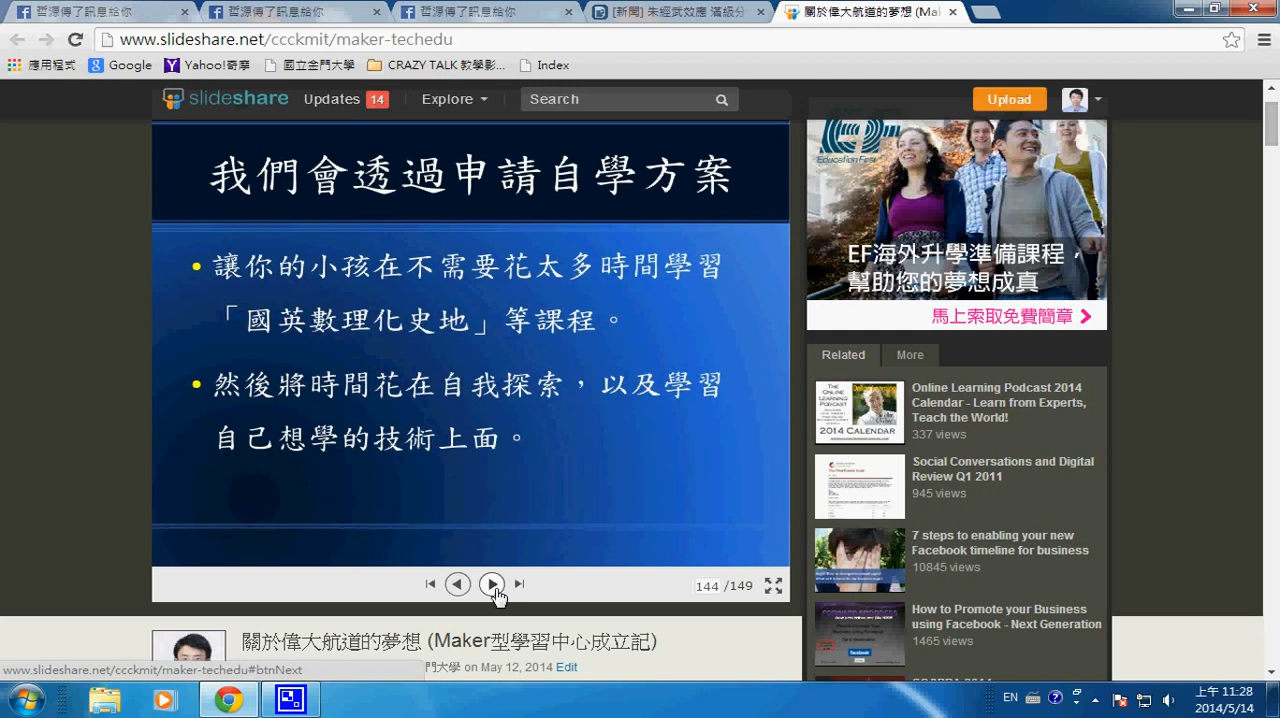 哲源傳了訊息給你
哲源傳了訊息給你
哲源傳了訊息給你
[新聞] 朱經武效應 滿級分
關於偉大航道的夢想 (Mal
www.slideshare.net/ccckmit/maker-techedu
應用程式 Google Yahoo!奇摩 國立金門大學 CRAZY TALK 教學影... Index
slideshare Updates 14 Explore Search Upload
我們會透過申請自學方案
• 讓你的小孩在不需要花太多時間學習
「國英數理化史地」等課程。
• 然後將時間花在自我探索，以及學習
自己想學的技術上面。
144 /149
Education First
EF海外升學準備課程，
幫助您的夢想成真
馬上索取免費簡章
Related More
THE
ONLINE
LEARNING
PODCAST
2014 CALENDAR
Online Learning Podcast 2014
Calendar - Learn from Experts,
Teach the World!
337 views
Social Conversations and Digital
Review Q1 2011
945 views
7 steps to enabling your new
Facebook timeline for business
10845 views
How to Promote your Business
using Facebook - Next Generation
1465 views
關於偉大航道的夢想 (Maker型學習中心成立記)
門大學 on May 12, 2014 Edit
www.slideshare.net/ccckmit/maker-techedu#btnNext
EN
上午 11:28
2014/5/14